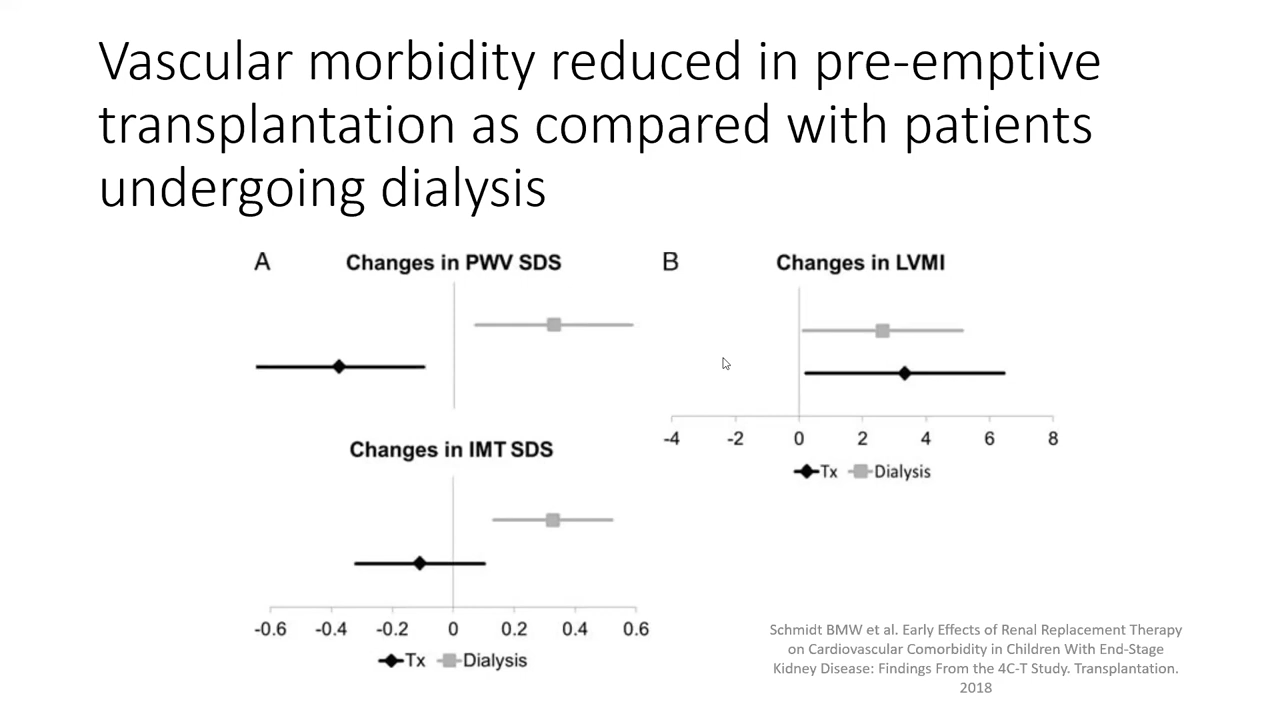 Vascular morbidity reduced in pre-emptive
transplantation as compared with patients
undergoing dialysis
A
Changes in PWV SDS
Changes in IMT SDS
-0.6 -0.4 -0.2 0 0.2 0.4 0.6
Tx Dialysis
B
Changes in LVMI
-4 -2 0 2 4 6 8
Tx Dialysis
Schmidt BMW et al. Early Effects of Renal Replacement Therapy
on Cardiovascular Comorbidity in Children With End-Stage
Kidney Disease: Findings From the 4C-T Study. Transplantation.
2018